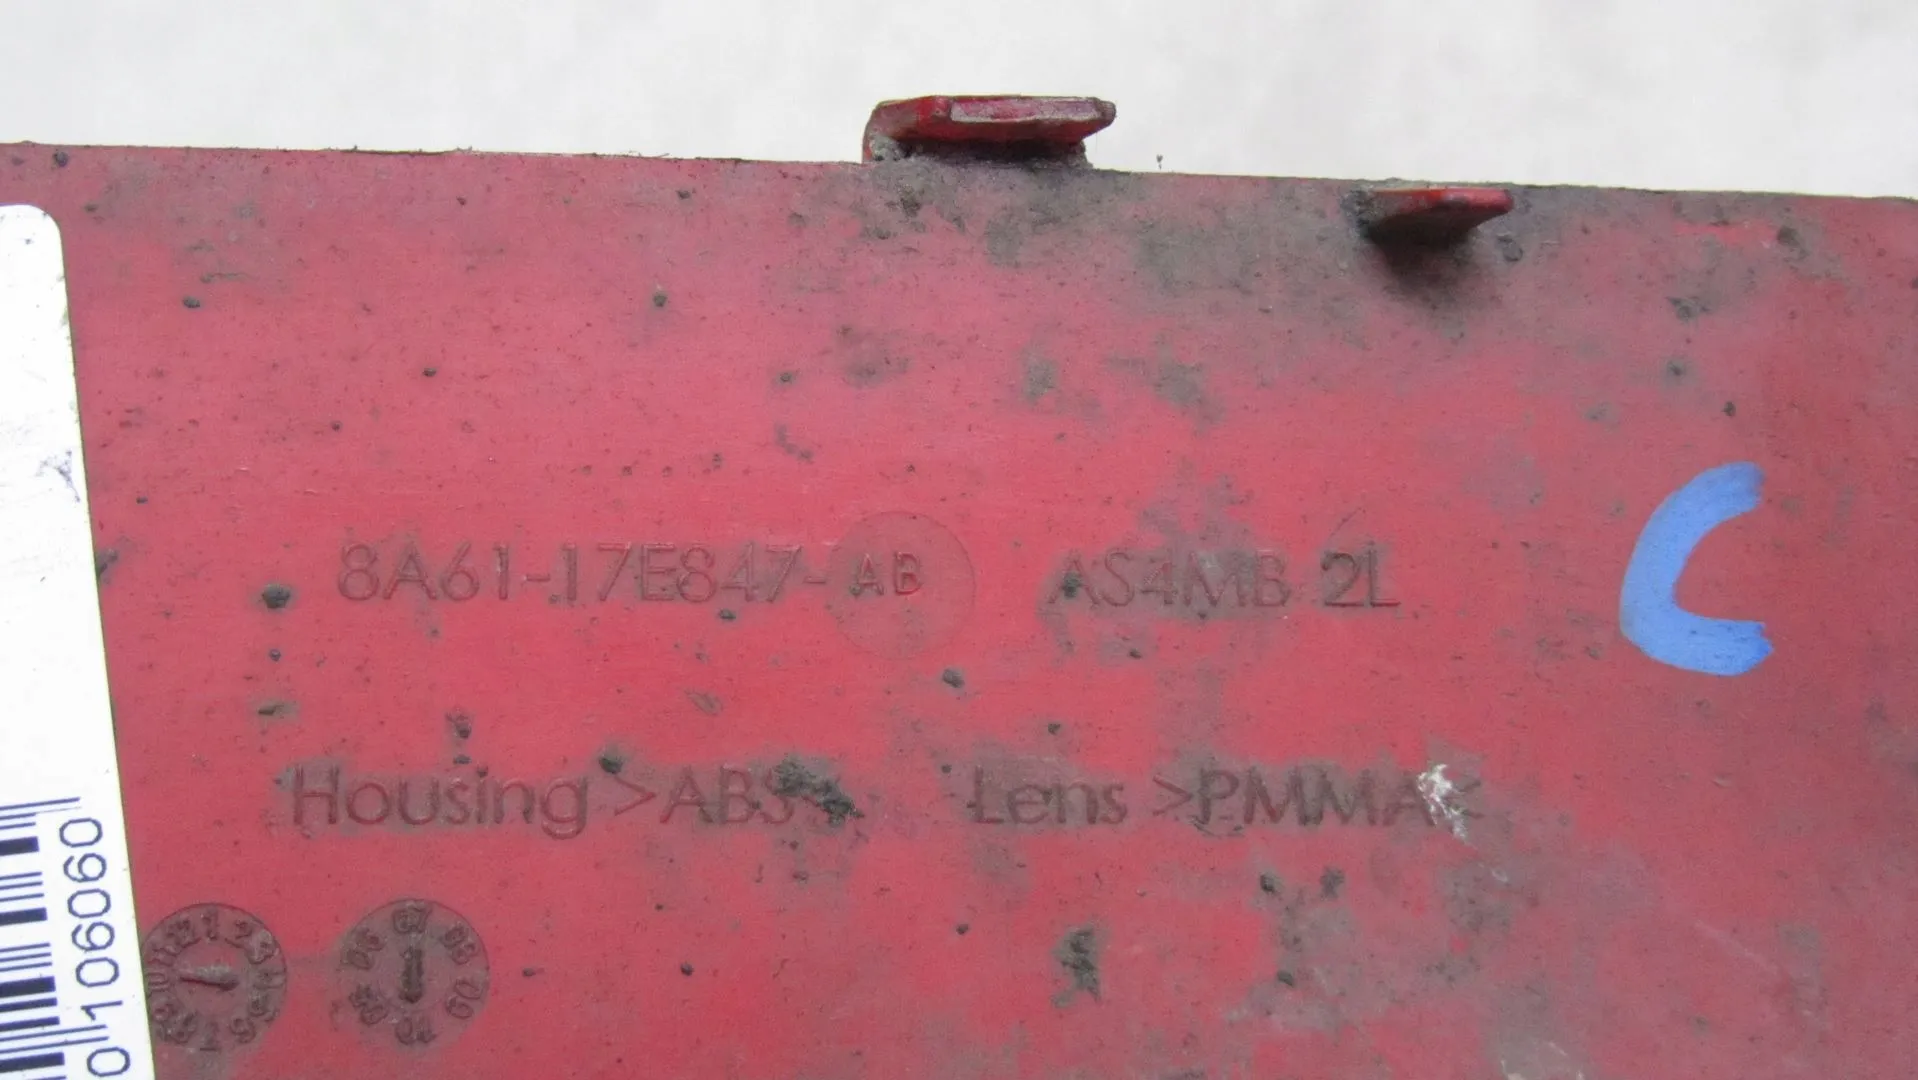 8A61-17E847-AB AS4MB 2L
C
Housing >ABS< Lens >PMMA<
0106060